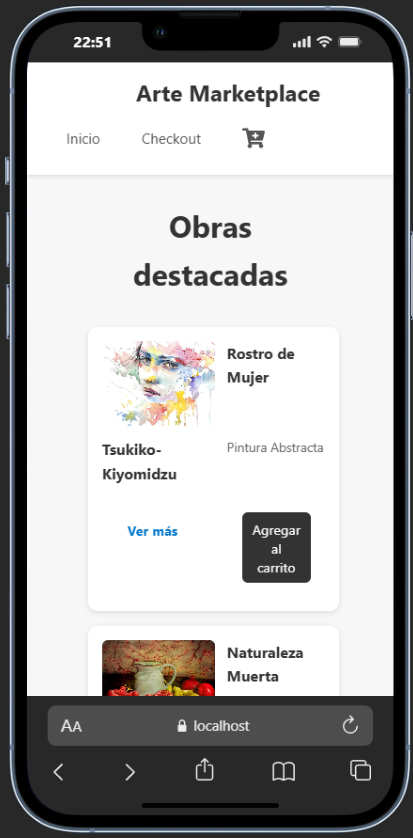 22:51
Arte Marketplace
Inicio
Checkout
Obras
destacadas
Rostro de
Mujer
Tsukiko-
Kiyomidzu
Pintura Abstracta
Ver más
Agregar
al
carrito
Naturaleza
Muerta
AA
localhost